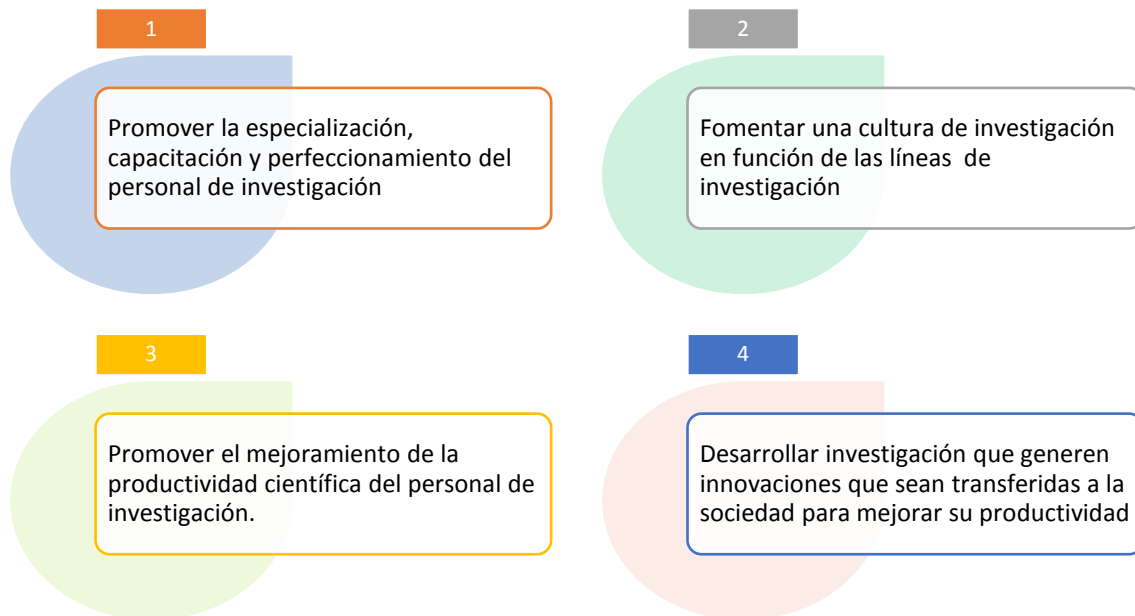 1
Promover la especialización,
capacitación y perfeccionamiento del
personal de investigación
2
Fomentar una cultura de investigación
en función de las líneas de
investigación
3
Promover el mejoramiento de la
productividad científica del personal de
investigación.
4
Desarrollar investigación que generen
innovaciones que sean transferidas a la
sociedad para mejorar su productividad